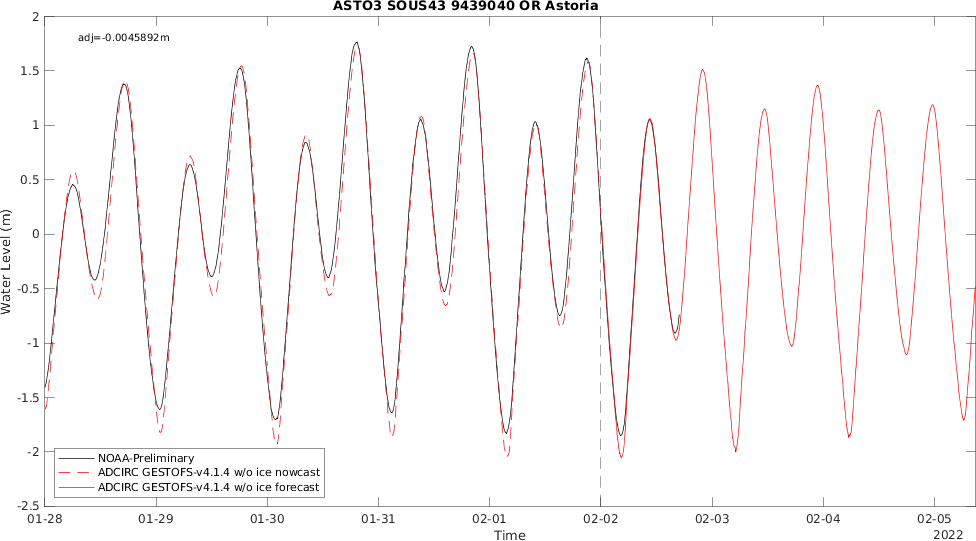 ASTO3 SOUS43 9439040 OR Astoria
adj=-0.0045892m
Water Level (m)
2
1.5
1
0.5
0
-0.5
-1
-1.5
-2
-2.5
NOAA-Preliminary
ADCIRC GESTOFS-v4.1.4 w/o ice nowcast
ADCIRC GESTOFS-v4.1.4 w/o ice forecast
01-28 01-29 01-30 01-31 02-01 02-02 02-03 02-04 02-05
Time
2022